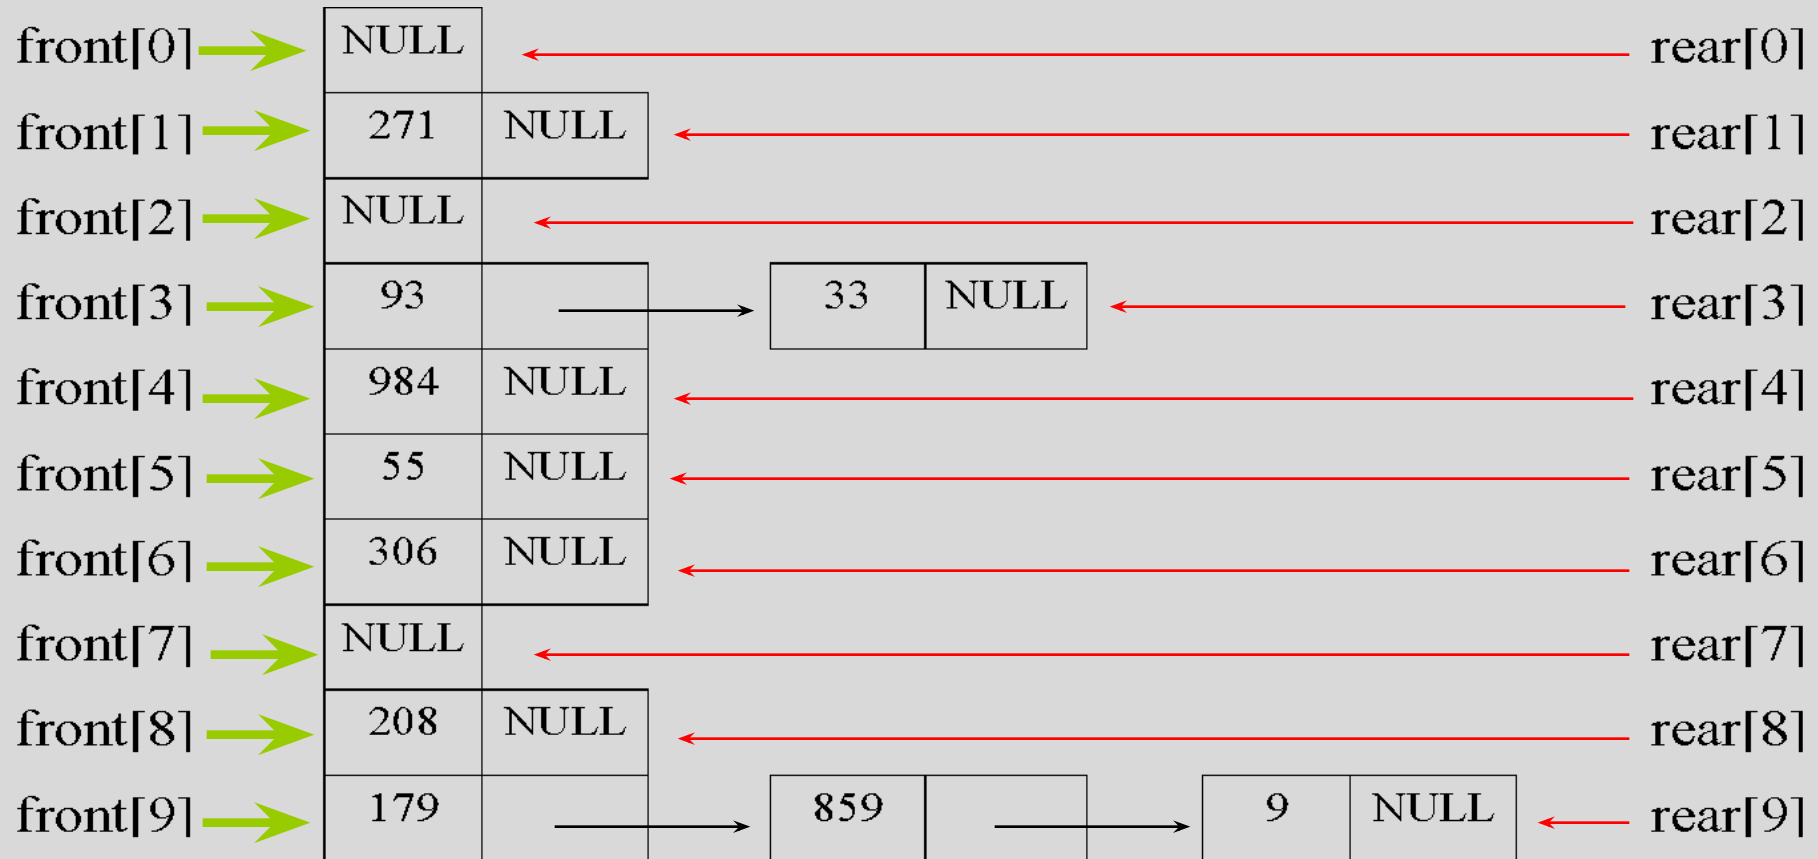 front[0] NULL rear[0]
front[1] 271 NULL rear[1]
front[2] NULL rear[2]
front[3] 93 33 NULL rear[3]
front[4] 984 NULL rear[4]
front[5] 55 NULL rear[5]
front[6] 306 NULL rear[6]
front[7] NULL rear[7]
front[8] 208 NULL rear[8]
front[9] 179 859 9 NULL rear[9]